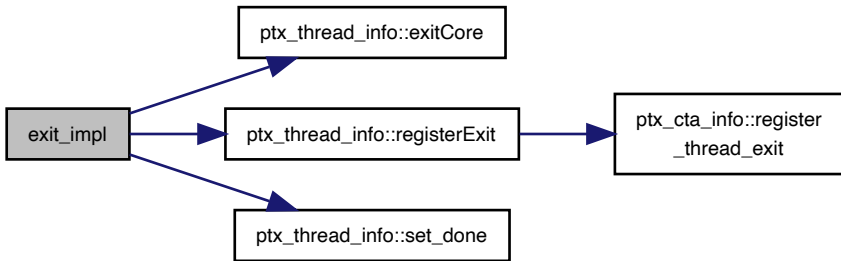 ptx_thread_info::exitCore
exit_impl
ptx_thread_info::registerExit
ptx_cta_info::register
_thread_exit
ptx_thread_info::set_done